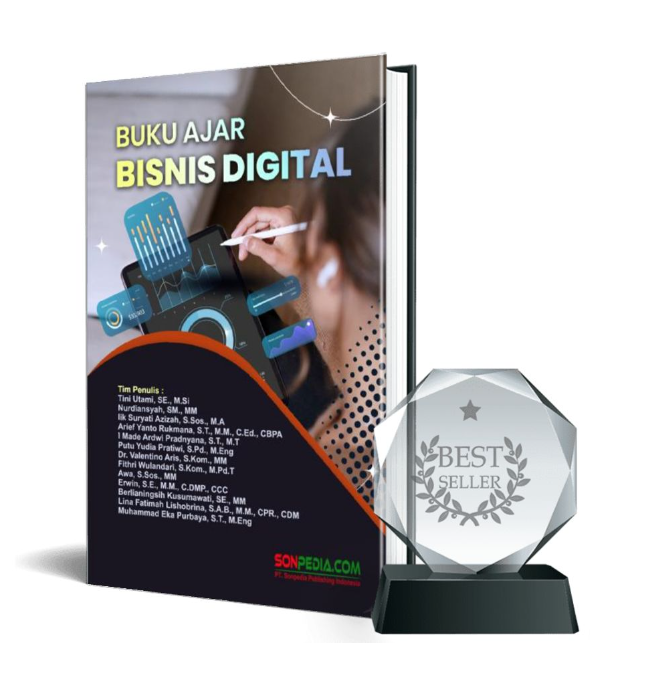 BUKU AJAR
BISNIS DIGITAL
Tim Penulis :
Tini Utami, SE., M.Si
Nurdiansyah, SM., MM
Iik Suryati Azizah, S.Sos., M.A
Arief Yanto Rukmana, S.T., M.M., C.Ed., CBPA
I Made Ardwi Pradnyana, S.T., M.T
Putu Yudia Pratiwi, S.Pd., M.Eng
Dr. Valentino Aris, S.Kom., MM
Fithri Wulandari, S.Kom., M.Pd.T
Awa, S.Sos., MM
Erwin, S.E., M.M., C.DMP., CCC
Berlianingsih Kusumawati, SE., MM
Lina Fatimah Lishobrina, S.A.B., M.M., CPR., CDM
Muhammad Eka Purbaya, S.T., M.Eng
SONPEDIA.COM
PT. Sonpedia Publishing Indonesia
BEST
SELLER